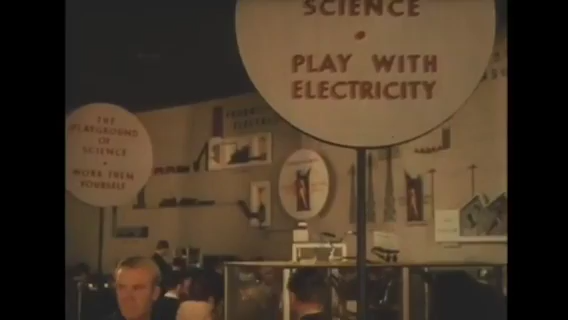 SCIENCE
•
PLAY WITH
ELECTRICITY
THE
PLAYGROUND
OF
SCIENCE
•
WORK THEM
YOURSELF